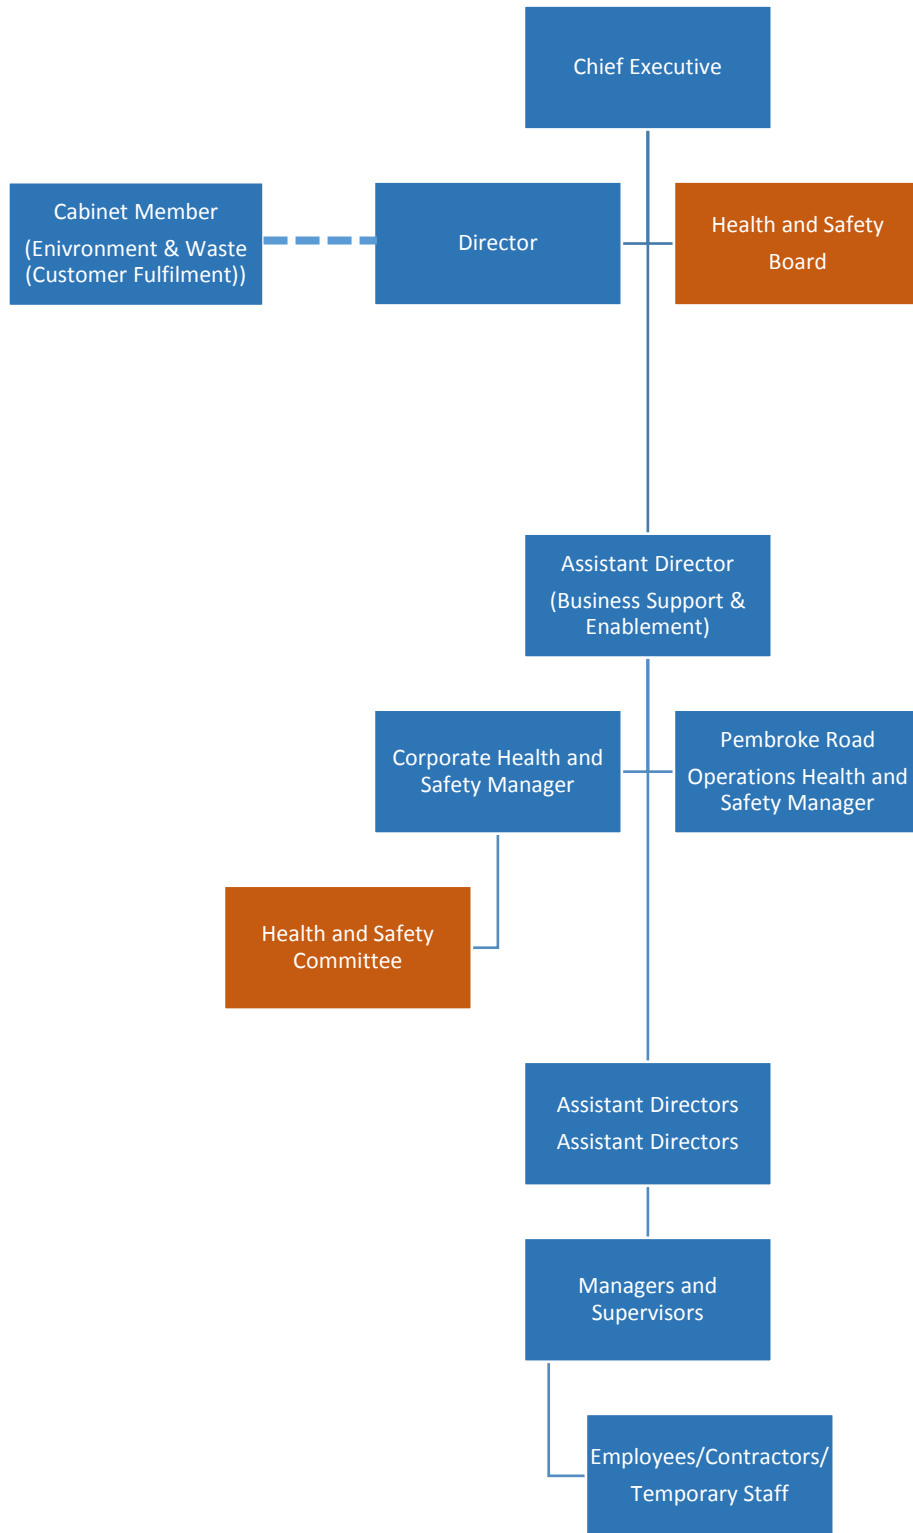 Chief Executive
Cabinet Member
(Enivronment & Waste
(Customer Fulfilment))
Director
Health and Safety
Board
Assistant Director
(Business Support &
Enablement)
Corporate Health and
Safety Manager
Pembroke Road
Operations Health and
Safety Manager
Health and Safety
Committee
Assistant Directors
Assistant Directors
Managers and
Supervisors
Employees/Contractors/
Temporary Staff